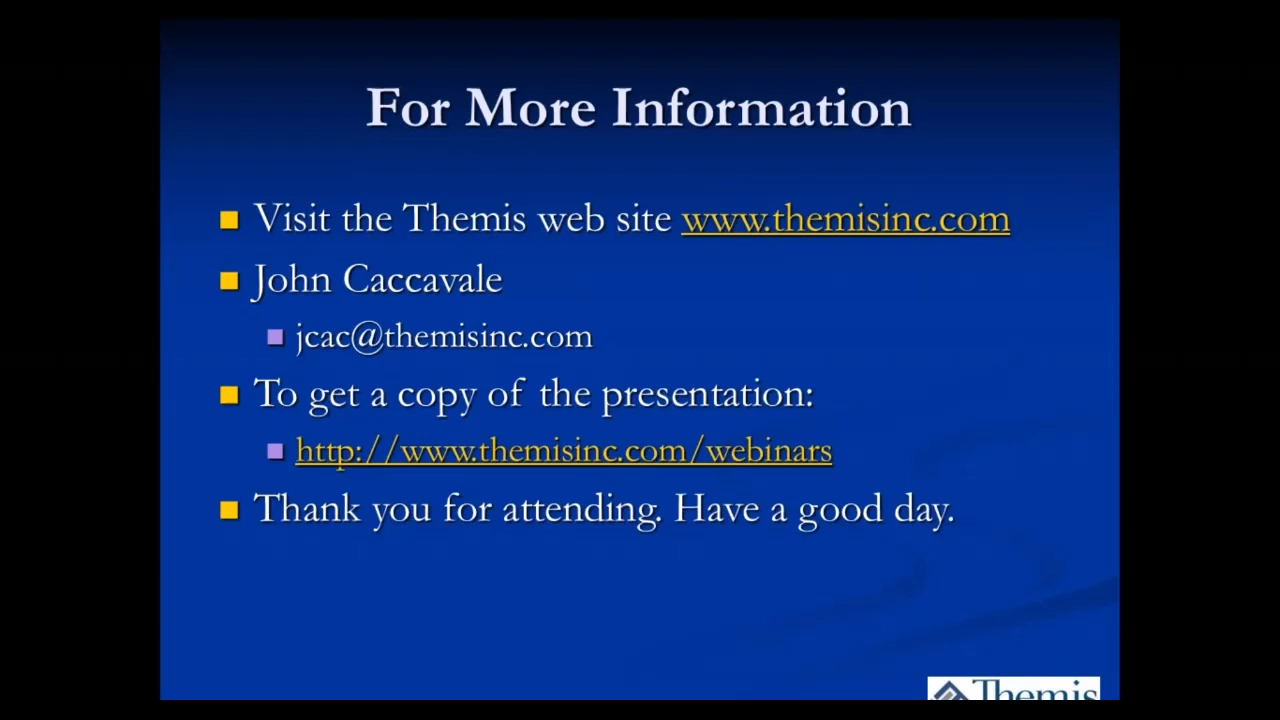 For More Information
Visit the Themis web site www.themisinc.com
John Caccavale
jcac@themisinc.com
To get a copy of the presentation:
http://www.themisinc.com/webinars
Thank you for attending. Have a good day.
Themis